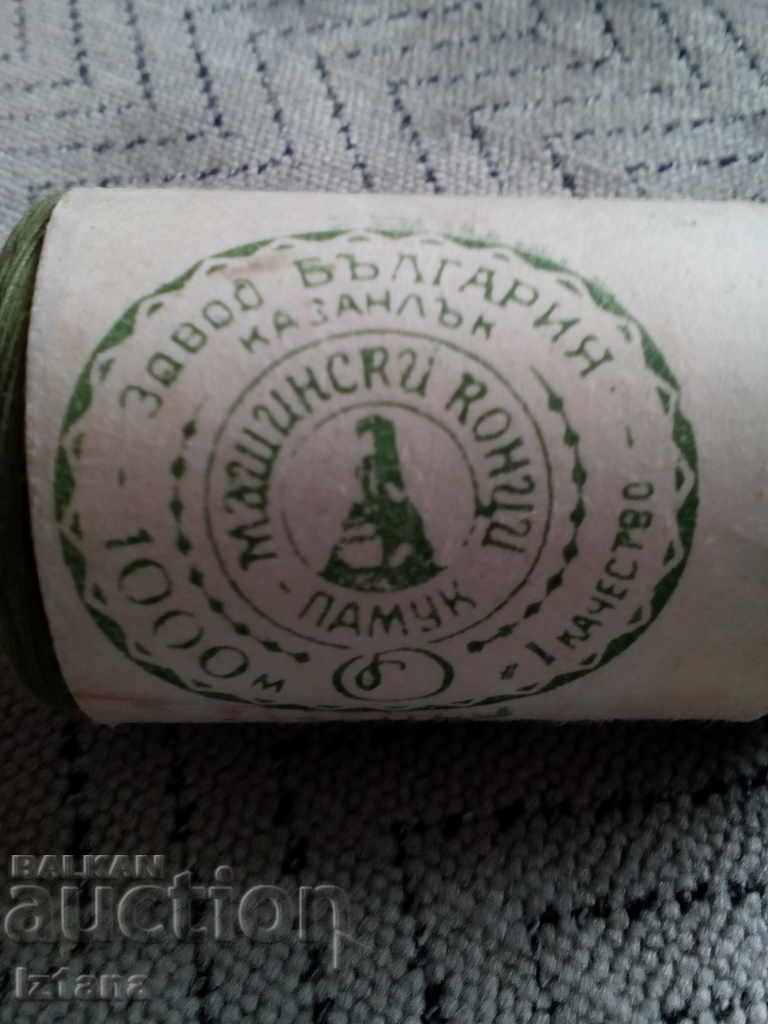 ЗАВОД БЪЛГАРИЯ
КАЗАНЛЪК
МАШИНСКИ КОНЦИ
ПАМУК
1000 м
I КАЧЕСТВО
BALKAN
auction
Iztana